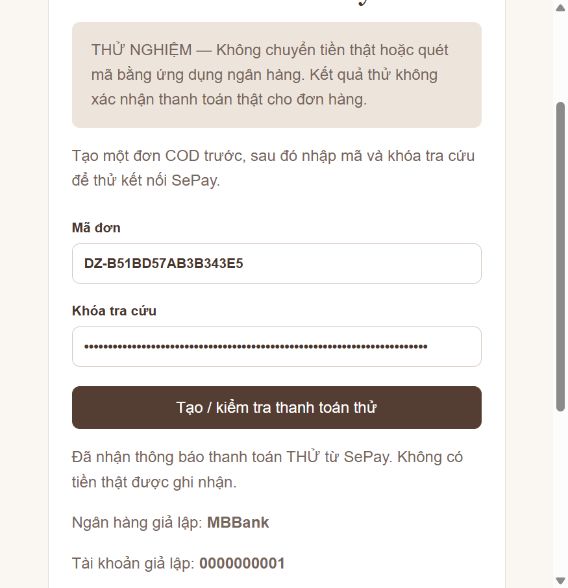 THỬ NGHIỆM — Không chuyển tiền thật hoặc quét
mã bằng ứng dụng ngân hàng. Kết quả thử không
xác nhận thanh toán thật cho đơn hàng.
Tạo một đơn COD trước, sau đó nhập mã và khóa tra cứu
để thử kết nối SePay.
Mã đơn
DZ-B51BD57AB3B343E5
Khóa tra cứu
Tạo / kiểm tra thanh toán thử
Đã nhận thông báo thanh toán THỬ từ SePay. Không có
tiền thật được ghi nhận.
Ngân hàng giả lập: MBBank
Tài khoản giả lập: 0000000001